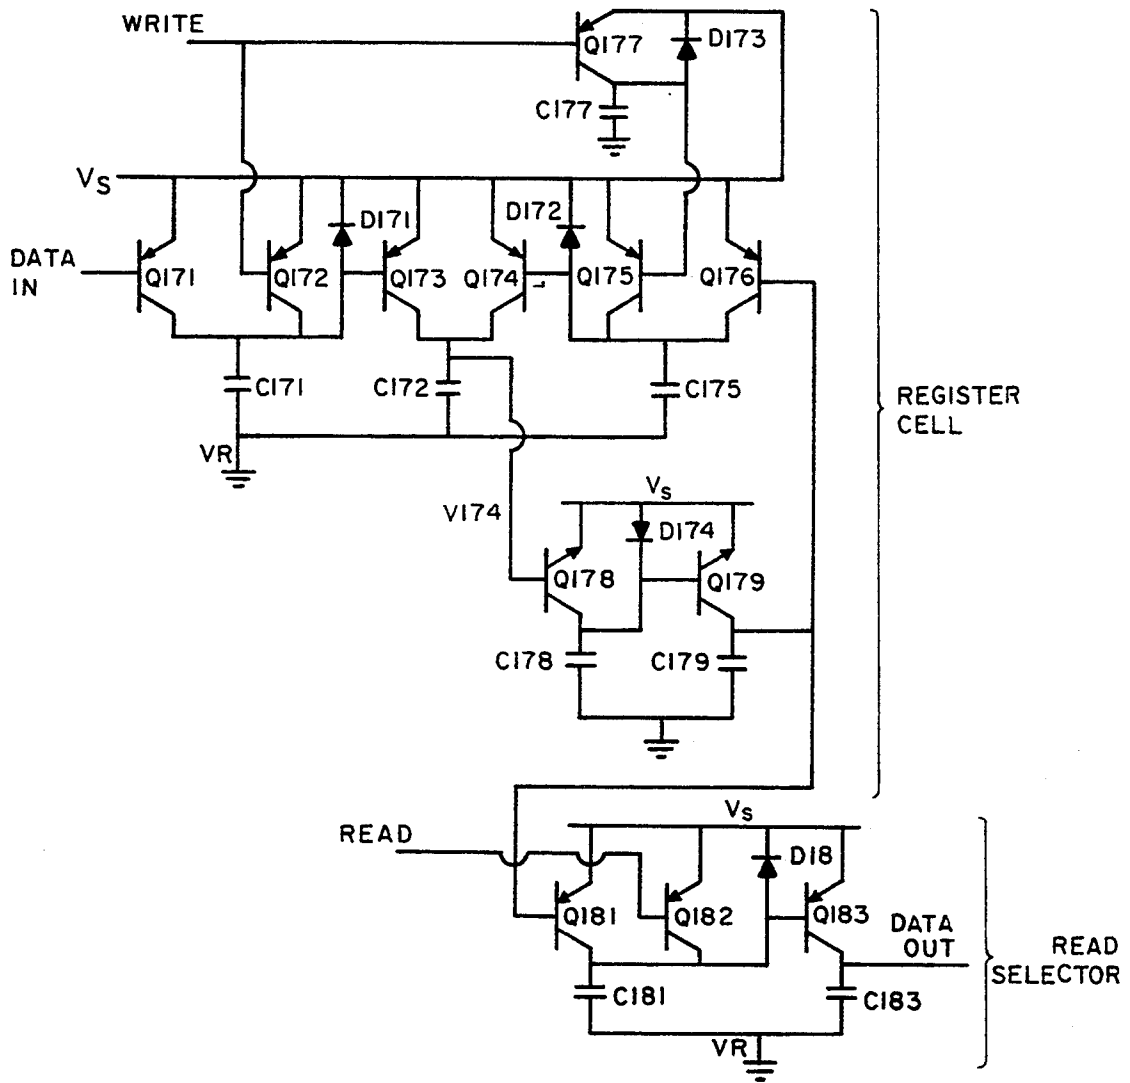 WRITE
Q177
D173
C177
VS
D171
D172
DATA
IN
Q171
Q172
Q173
Q174
Q175
Q176
C171
C172
C175
REGISTER
CELL
VR
VS
V174
D174
Q178
Q179
C178
C179
VS
READ
D18
Q181
Q182
Q183
DATA
OUT
READ
SELECTOR
C181
C183
VR